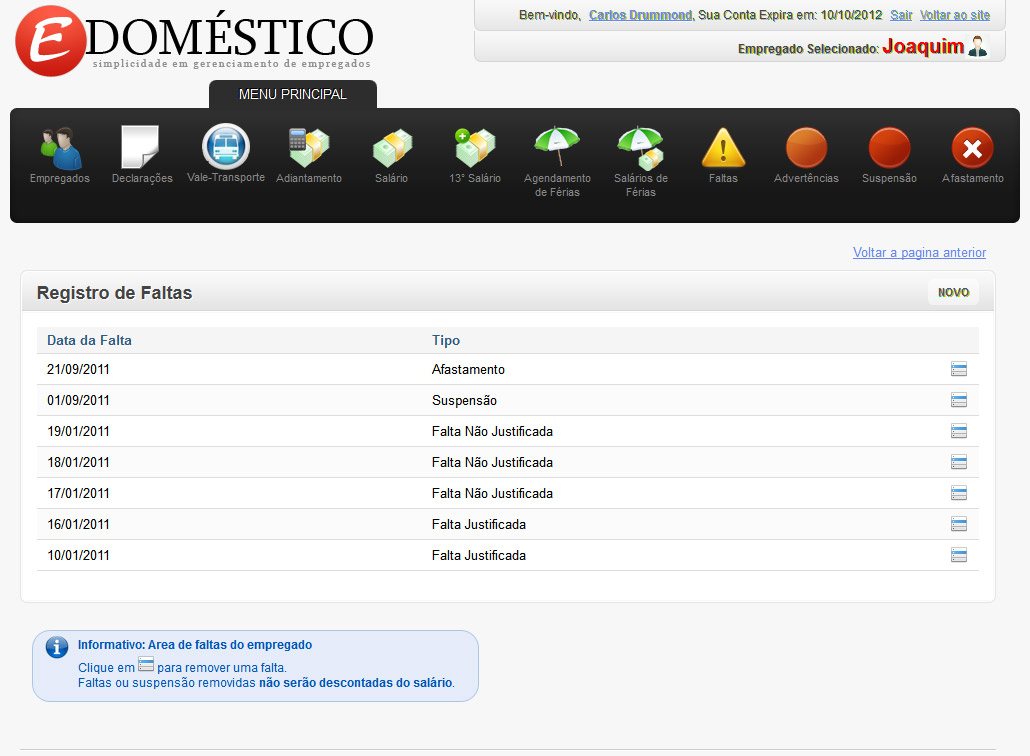 E DOMÉSTICO
simplicidade em gerenciamento de empregados
Bem-vindo, Carlos Drummond, Sua Conta Expira em: 10/10/2012 Sair Voltar ao site
Empregado Selecionado: Joaquim
MENU PRINCIPAL
Empregados Declarações Vale-Transporte Adiantamento Salário 13° Salário Agendamento de Férias Salários de Férias Faltas Advertências Suspensão Afastamento
Voltar a pagina anterior
Registro de Faltas NOVO
Data da Falta Tipo
21/09/2011 Afastamento
01/09/2011 Suspensão
19/01/2011 Falta Não Justificada
18/01/2011 Falta Não Justificada
17/01/2011 Falta Não Justificada
16/01/2011 Falta Justificada
10/01/2011 Falta Justificada
Informativo: Area de faltas do empregado
Clique em para remover uma falta.
Faltas ou suspensão removidas não serão descontadas do salário.